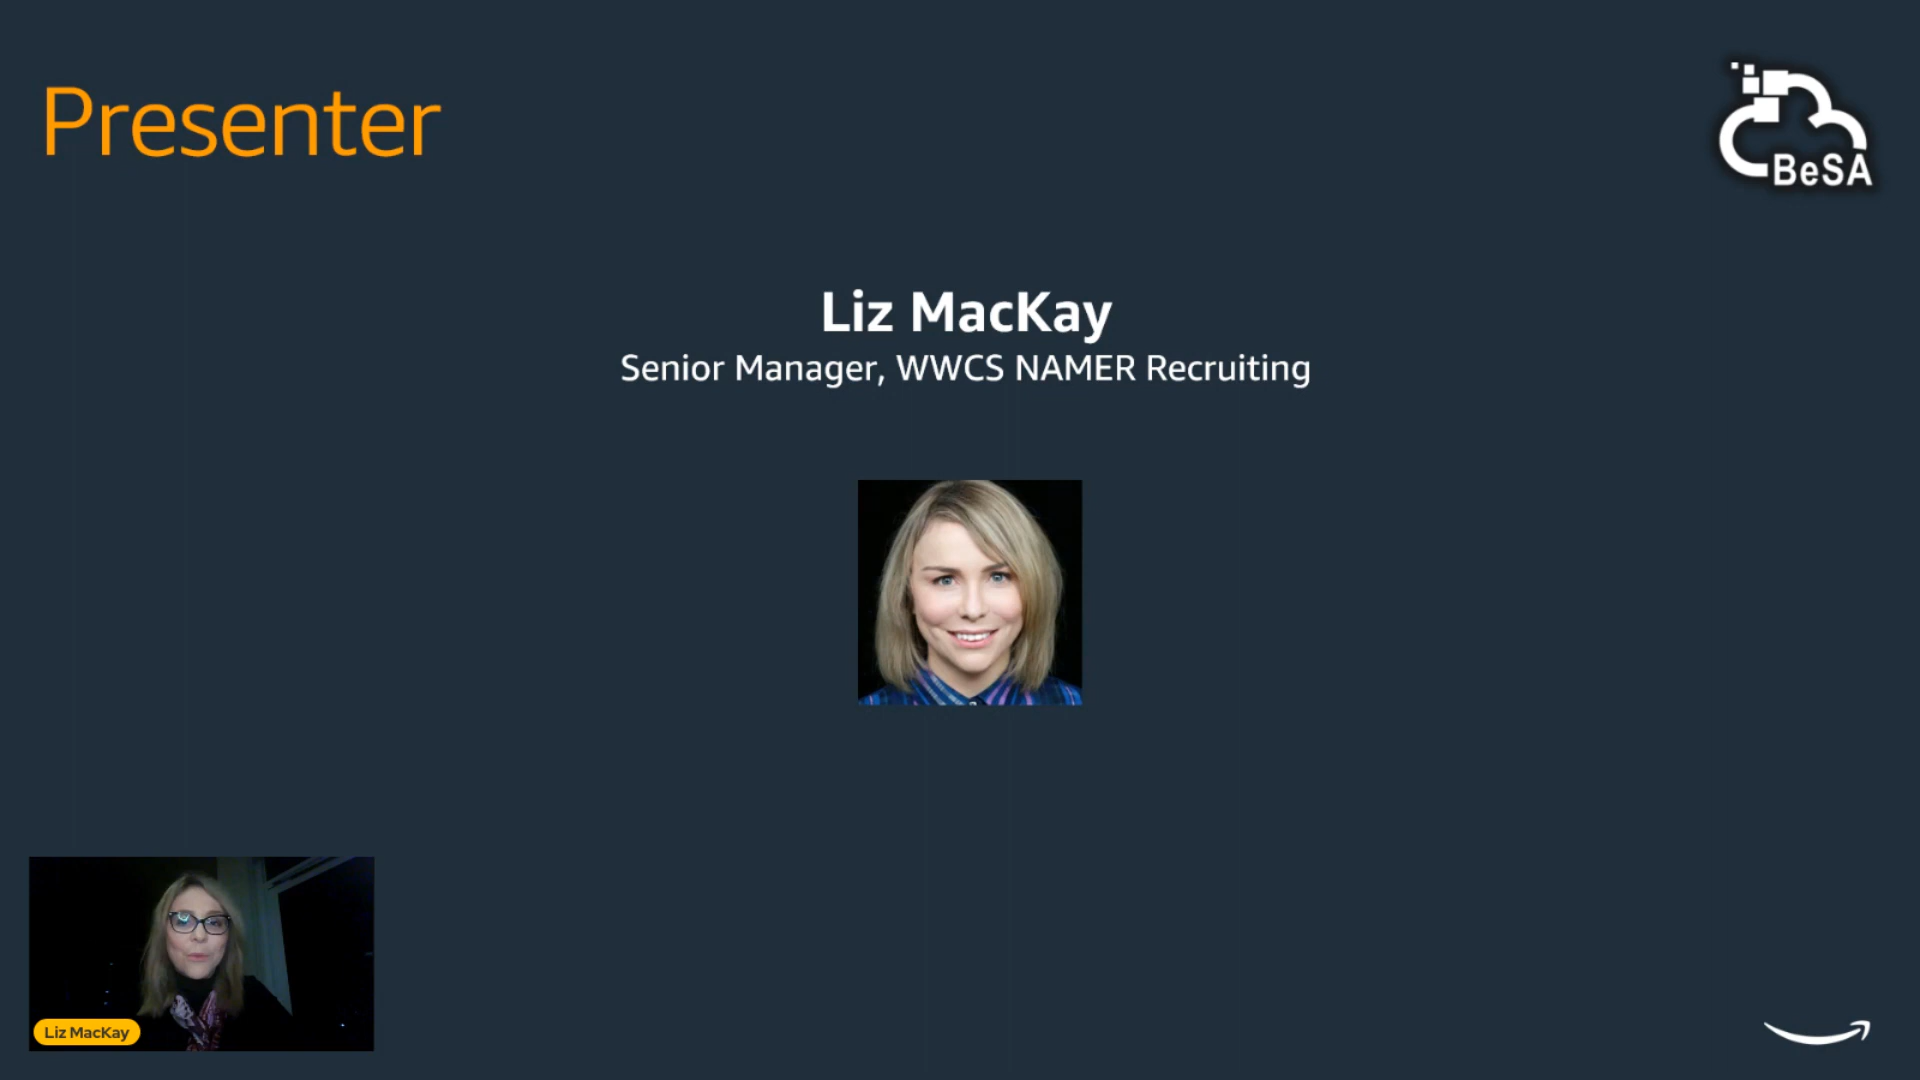 Presenter
BeSA
Liz MacKay
Senior Manager, WWCS NAMER Recruiting
Liz MacKay